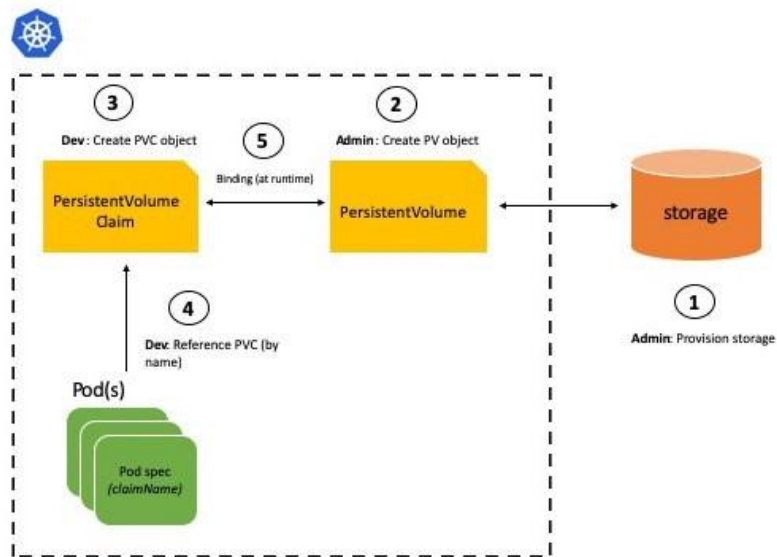 3
Dev: Create PVC object
PersistentVolume
Claim
5
Binding (at runtime)
2
Admin: Create PV object
PersistentVolume
storage
1
Admin: Provision storage
4
Dev: Reference PVC (by
name)
Pod(s)
Pod spec
(claimName)